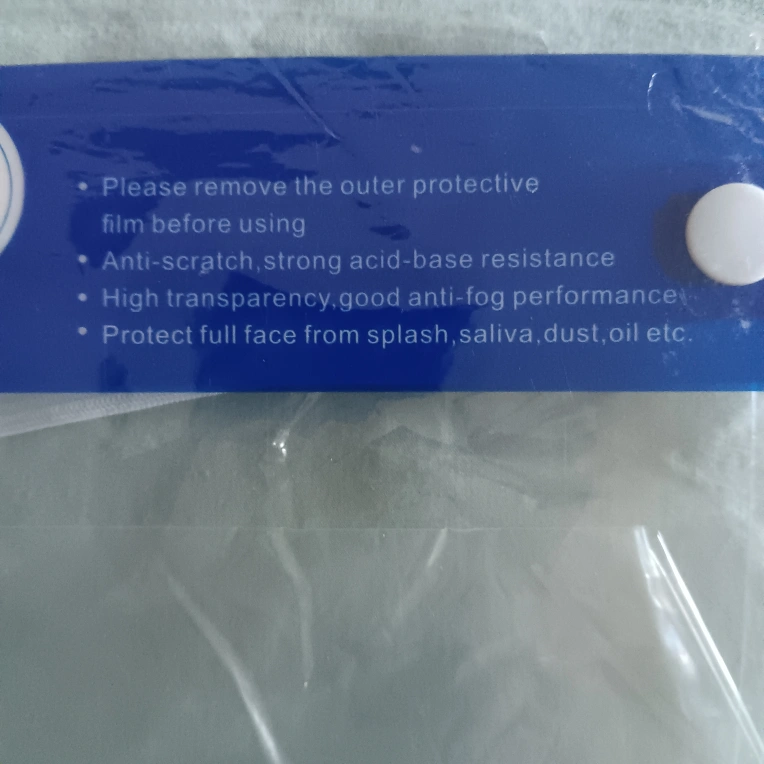 • Please remove the outer protective
film before using
• Anti-scratch,strong acid-base resistance
• High transparency,good anti-fog performance
• Protect full face from splash,saliva,dust,oil etc.